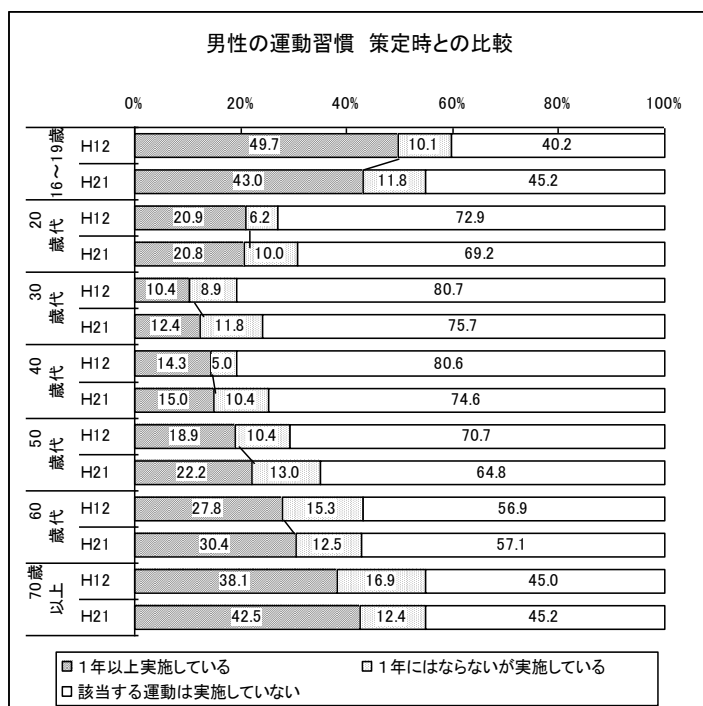 男性の運動習慣 策定時との比較
0% 20% 40% 60% 80% 100%
16～19歳
H12 49.7 10.1 40.2
H21 43.0 11.8 45.2
20歳代
H12 20.9 6.2 72.9
H21 20.8 10.0 69.2
30歳代
H12 10.4 8.9 80.7
H21 12.4 11.8 75.7
40歳代
H12 14.3 5.0 80.6
H21 15.0 10.4 74.6
50歳代
H12 18.9 10.4 70.7
H21 22.2 13.0 64.8
60歳代
H12 27.8 15.3 56.9
H21 30.4 12.5 57.1
70歳以上
H12 38.1 16.9 45.0
H21 42.5 12.4 45.2
１年以上実施している １年にはならないが実施している
該当する運動は実施していない